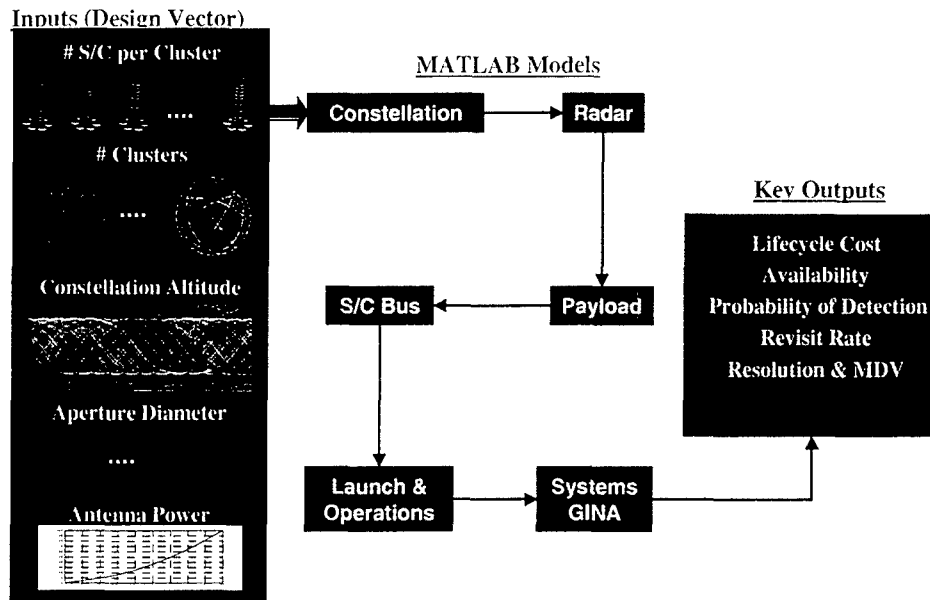 Inputs (Design Vector)
# S/C per Cluster
....
# Clusters
....
Constellation Altitude
Aperture Diameter
....
Antenna Power
MATLAB Models
Constellation
Radar
S/C Bus
Payload
Launch &
Operations
Systems
GINA
Key Outputs
Lifecycle Cost
Availability
Probability of Detection
Revisit Rate
Resolution & MDV